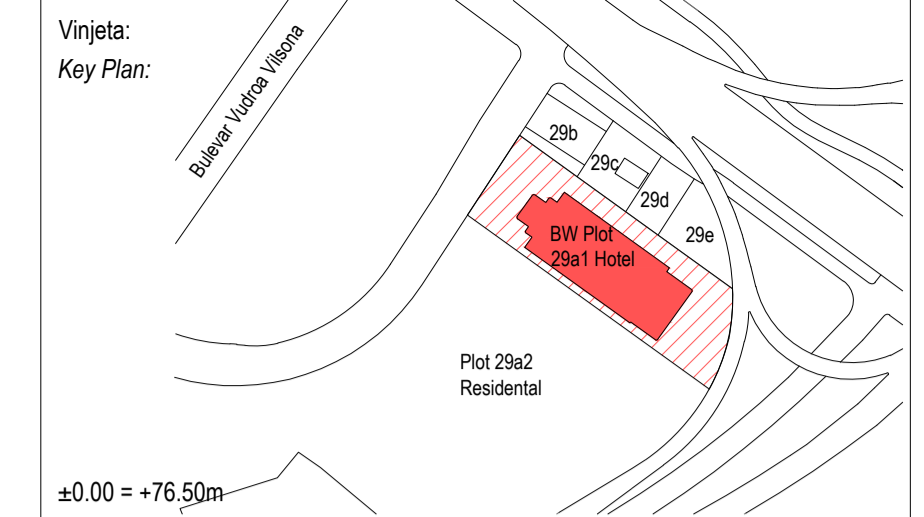 Vinjeta:
Key Plan:
Bulevar Vudroa Vilsona
29b
29c
29d
29e
BW Plot
29a1 Hotel
Plot 29a2
Residental
±0.00 = +76.50m